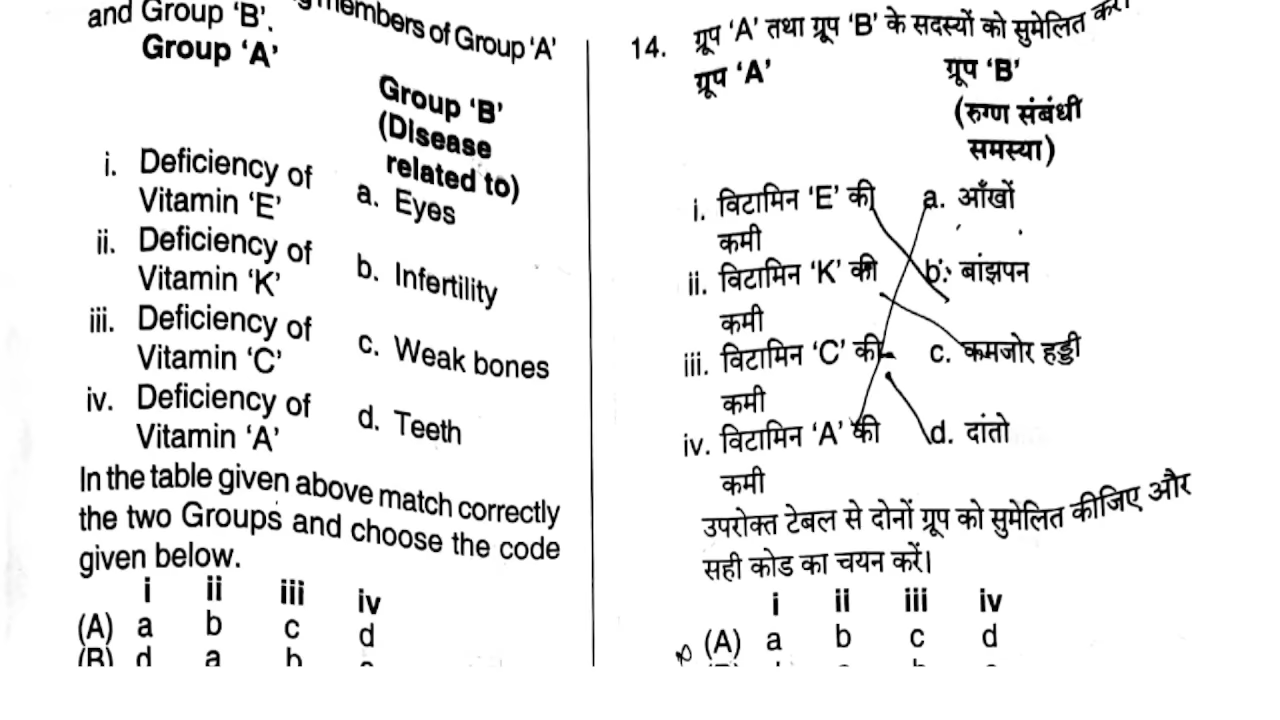 and Group ‘B’.
members of Group ‘A’
Group ‘A’
Group ‘B’
(Disease
related to)
i. Deficiency of
Vitamin ‘E’
a. Eyes
ii. Deficiency of
Vitamin ‘K’
b. Infertility
iii. Deficiency of
Vitamin ‘C’
c. Weak bones
iv. Deficiency of
Vitamin ‘A’
d. Teeth
In the table given above match correctly
the two Groups and choose the code
given below.
i ii iii iv
(A) a b c d
(B) d a b
14. ग्रूप ‘A’ तथा ग्रूप ‘B’ के सदस्यों को सुमेलित करें।
ग्रूप ‘A’ ग्रूप ‘B’
(रुग्ण संबंधी
समस्या)
i. विटामिन ‘E’ की a. आँखों
कमी
ii. विटामिन ‘K’ की b. बांझपन
कमी
iii. विटामिन ‘C’ की c. कमजोर हड्डी
कमी
iv. विटामिन ‘A’ की d. दांतो
कमी
उपरोक्त टेबल से दोनों ग्रूप को सुमेलित कीजिए और
सही कोड का चयन करें।
i ii iii iv
(A) a b c d